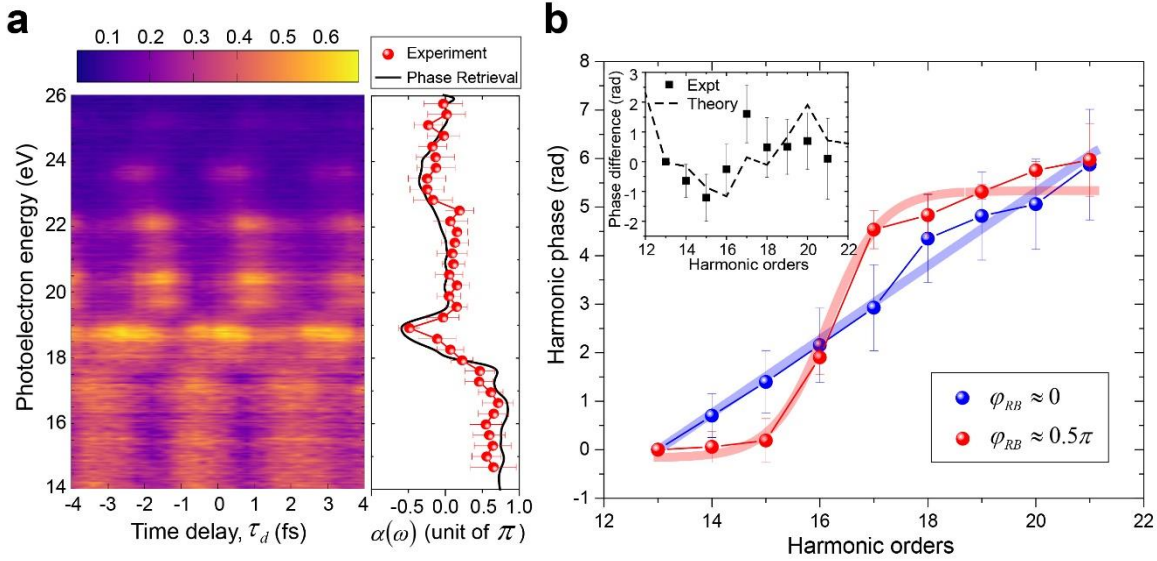 a
0.1 0.2 0.3 0.4 0.5 0.6
Experiment
Phase Retrieval
Photoelectron energy (eV)
26
24
22
20
18
16
14
-4 -3 -2 -1 0 1 2 3 4
Time delay, τd (fs)
-0.5 0.0 0.5 1.0
α(ω) (unit of π)
b
Harmonic phase (rad)
8
7
6
5
4
3
2
1
0
-1
12 14 16 18 20 22
Harmonic orders
Phase difference (rad)
3
2
1
0
-1
-2
Expt
Theory
12 14 16 18 20 22
Harmonic orders
φRB ≈ 0
φRB ≈ 0.5π